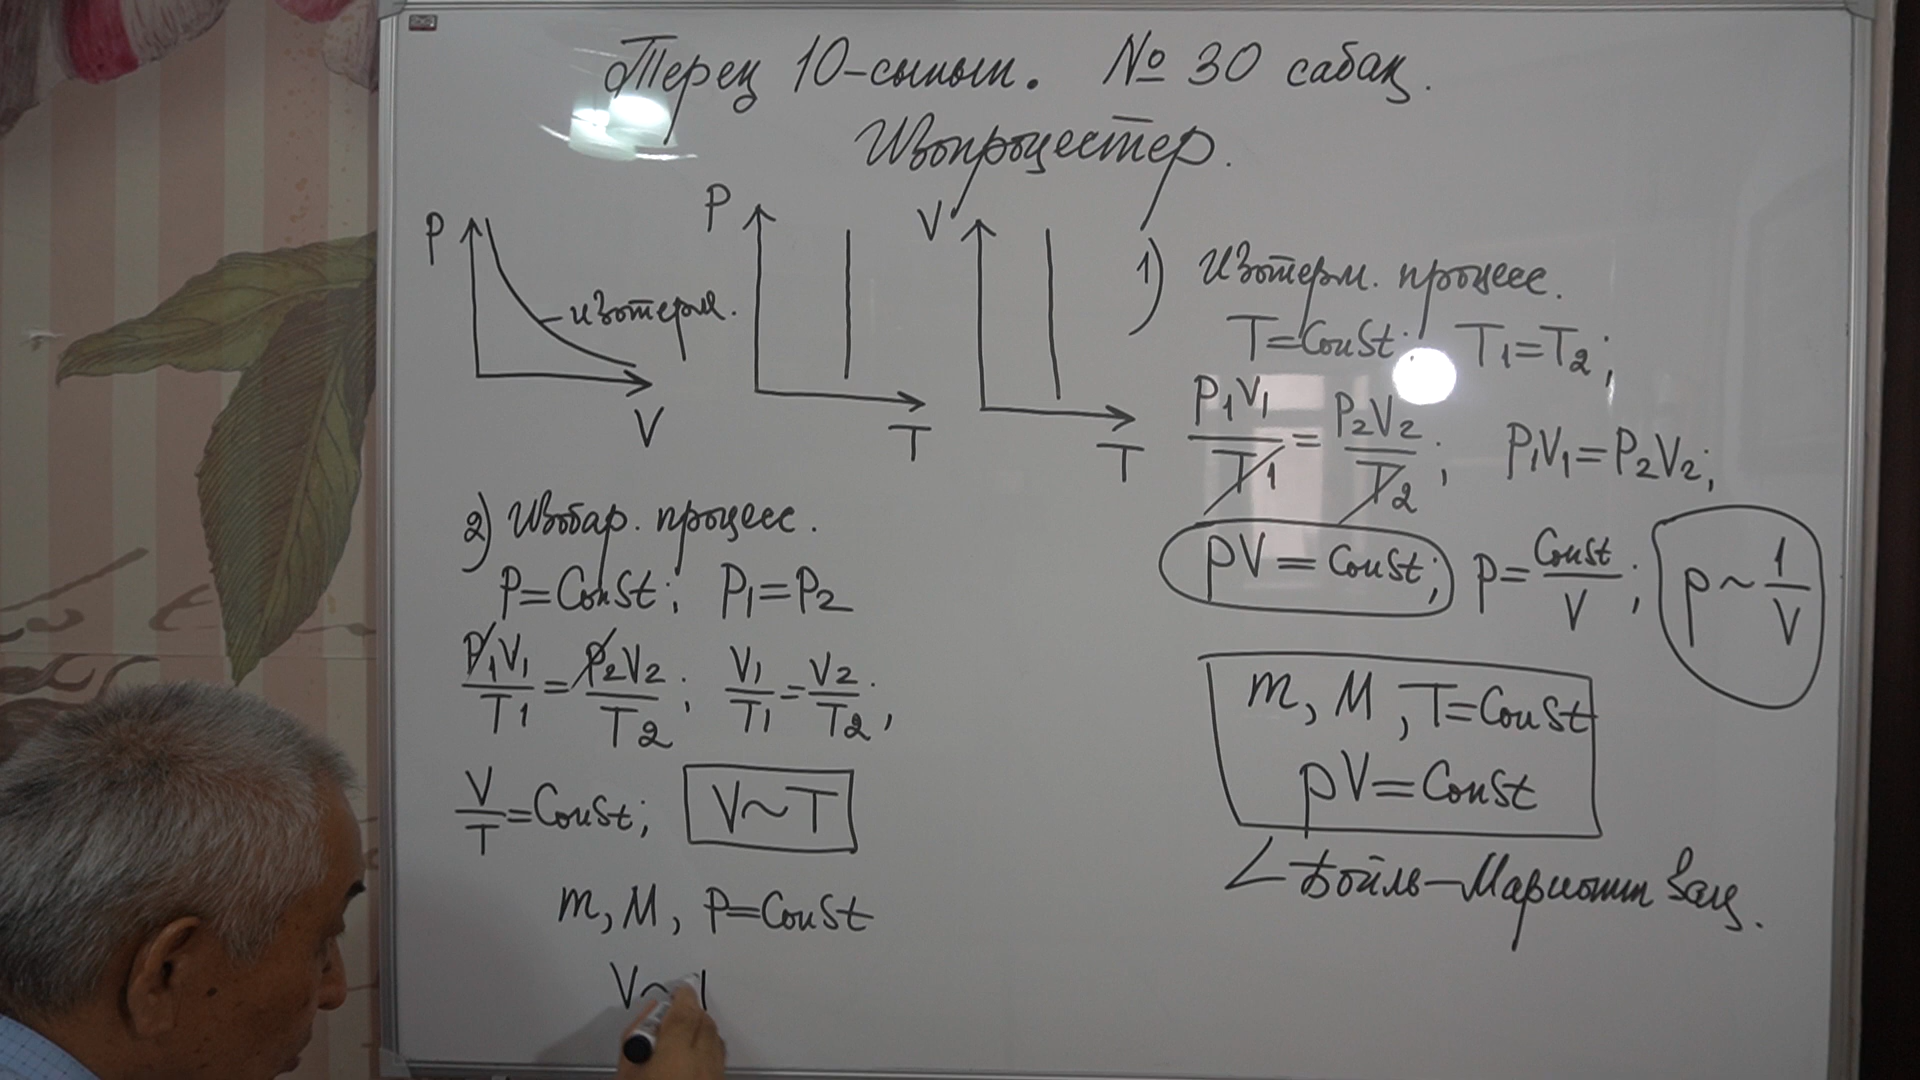 Терең 10-сынып. № 30 сабақ.
Изопроцестер.
P
V
изотерм.
P
T
V
T
1) Изотерм. процесс.
T=Const; T₁=T₂;
P₁V₁/T₁ = P₂V₂/T₂; P₁V₁=P₂V₂;
pV=Const; P=Const/V; p~1/V
m, M, T=Const
pV=Const
∠ Бойль-Мариотт заң.
2) Изобар. процесс.
P=Const; P₁=P₂
P₁V₁/T₁ = P₂V₂/T₂; V₁/T₁ = V₂/T₂;
V/T=Const; V~T
m, M, P=Const
V~